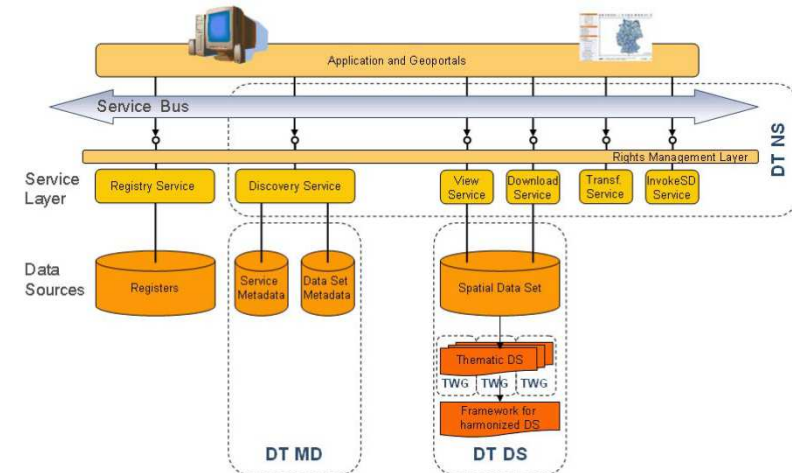 Application and Geoportals
Service Bus
DT NS
Rights Management Layer
Service
Layer
Registry Service
Discovery Service
View
Service
Download
Service
Transf.
Service
InvokeSD
Service
Data
Sources
Registers
Service
Metadata
Data Set
Metadata
Spatial Data Set
Thematic DS
TWG
TWG
TWG
Framework for
harmonized DS
DT MD
DT DS